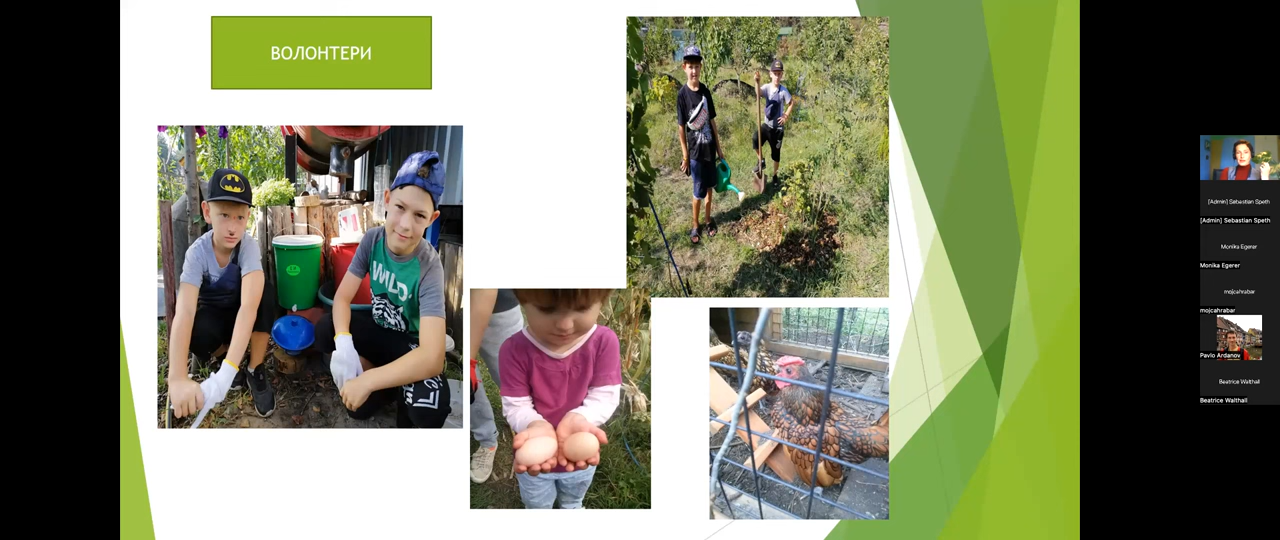 ВОЛОНТЕРИ
WILD
[Admin] Sebastian Speth
[Admin] Sebastian Speth
Monika Egerer
Monika Egerer
mojcahrabar
mojcahrabar
Pavlo Ardanov
Beatrice Walthall
Beatrice Walthall